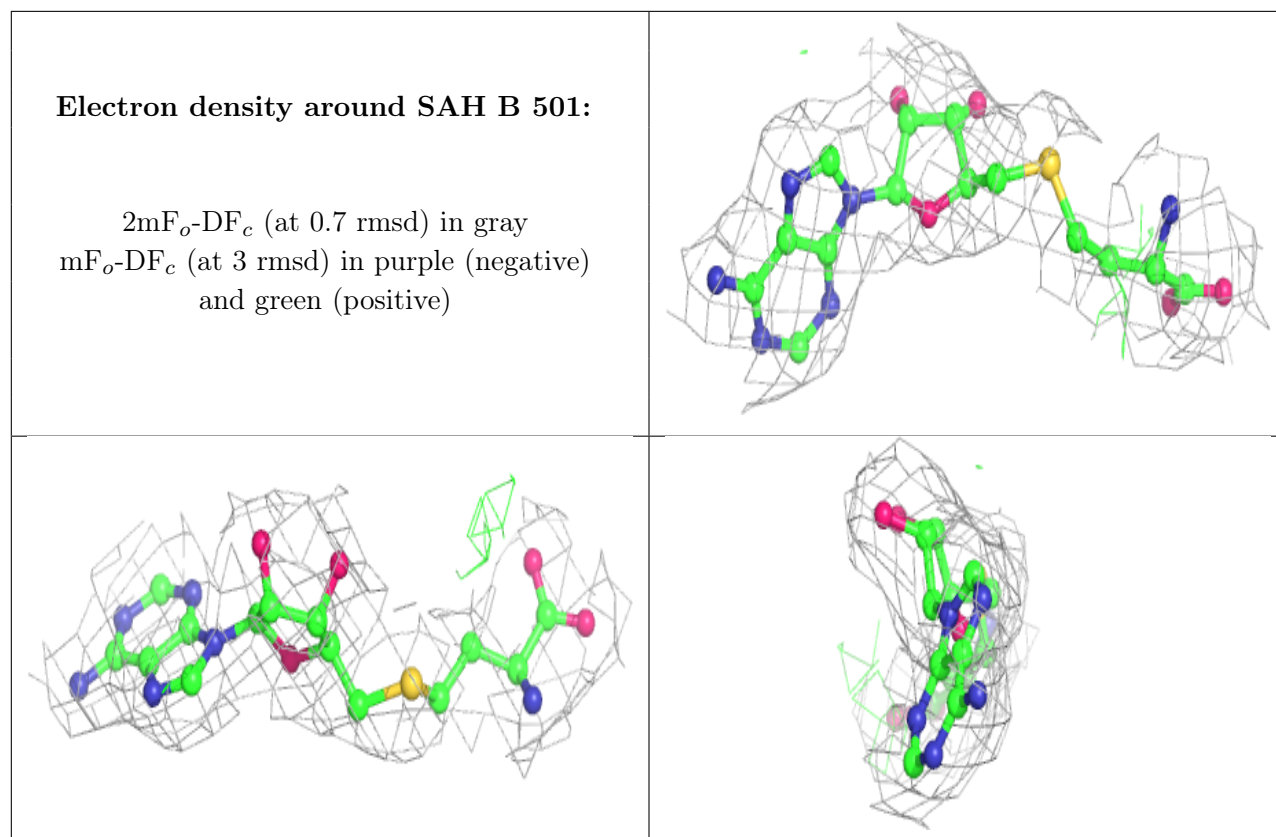 Electron density around SAH B 501:
2mFo-DFc (at 0.7 rmsd) in gray
mFo-DFc (at 3 rmsd) in purple (negative)
and green (positive)